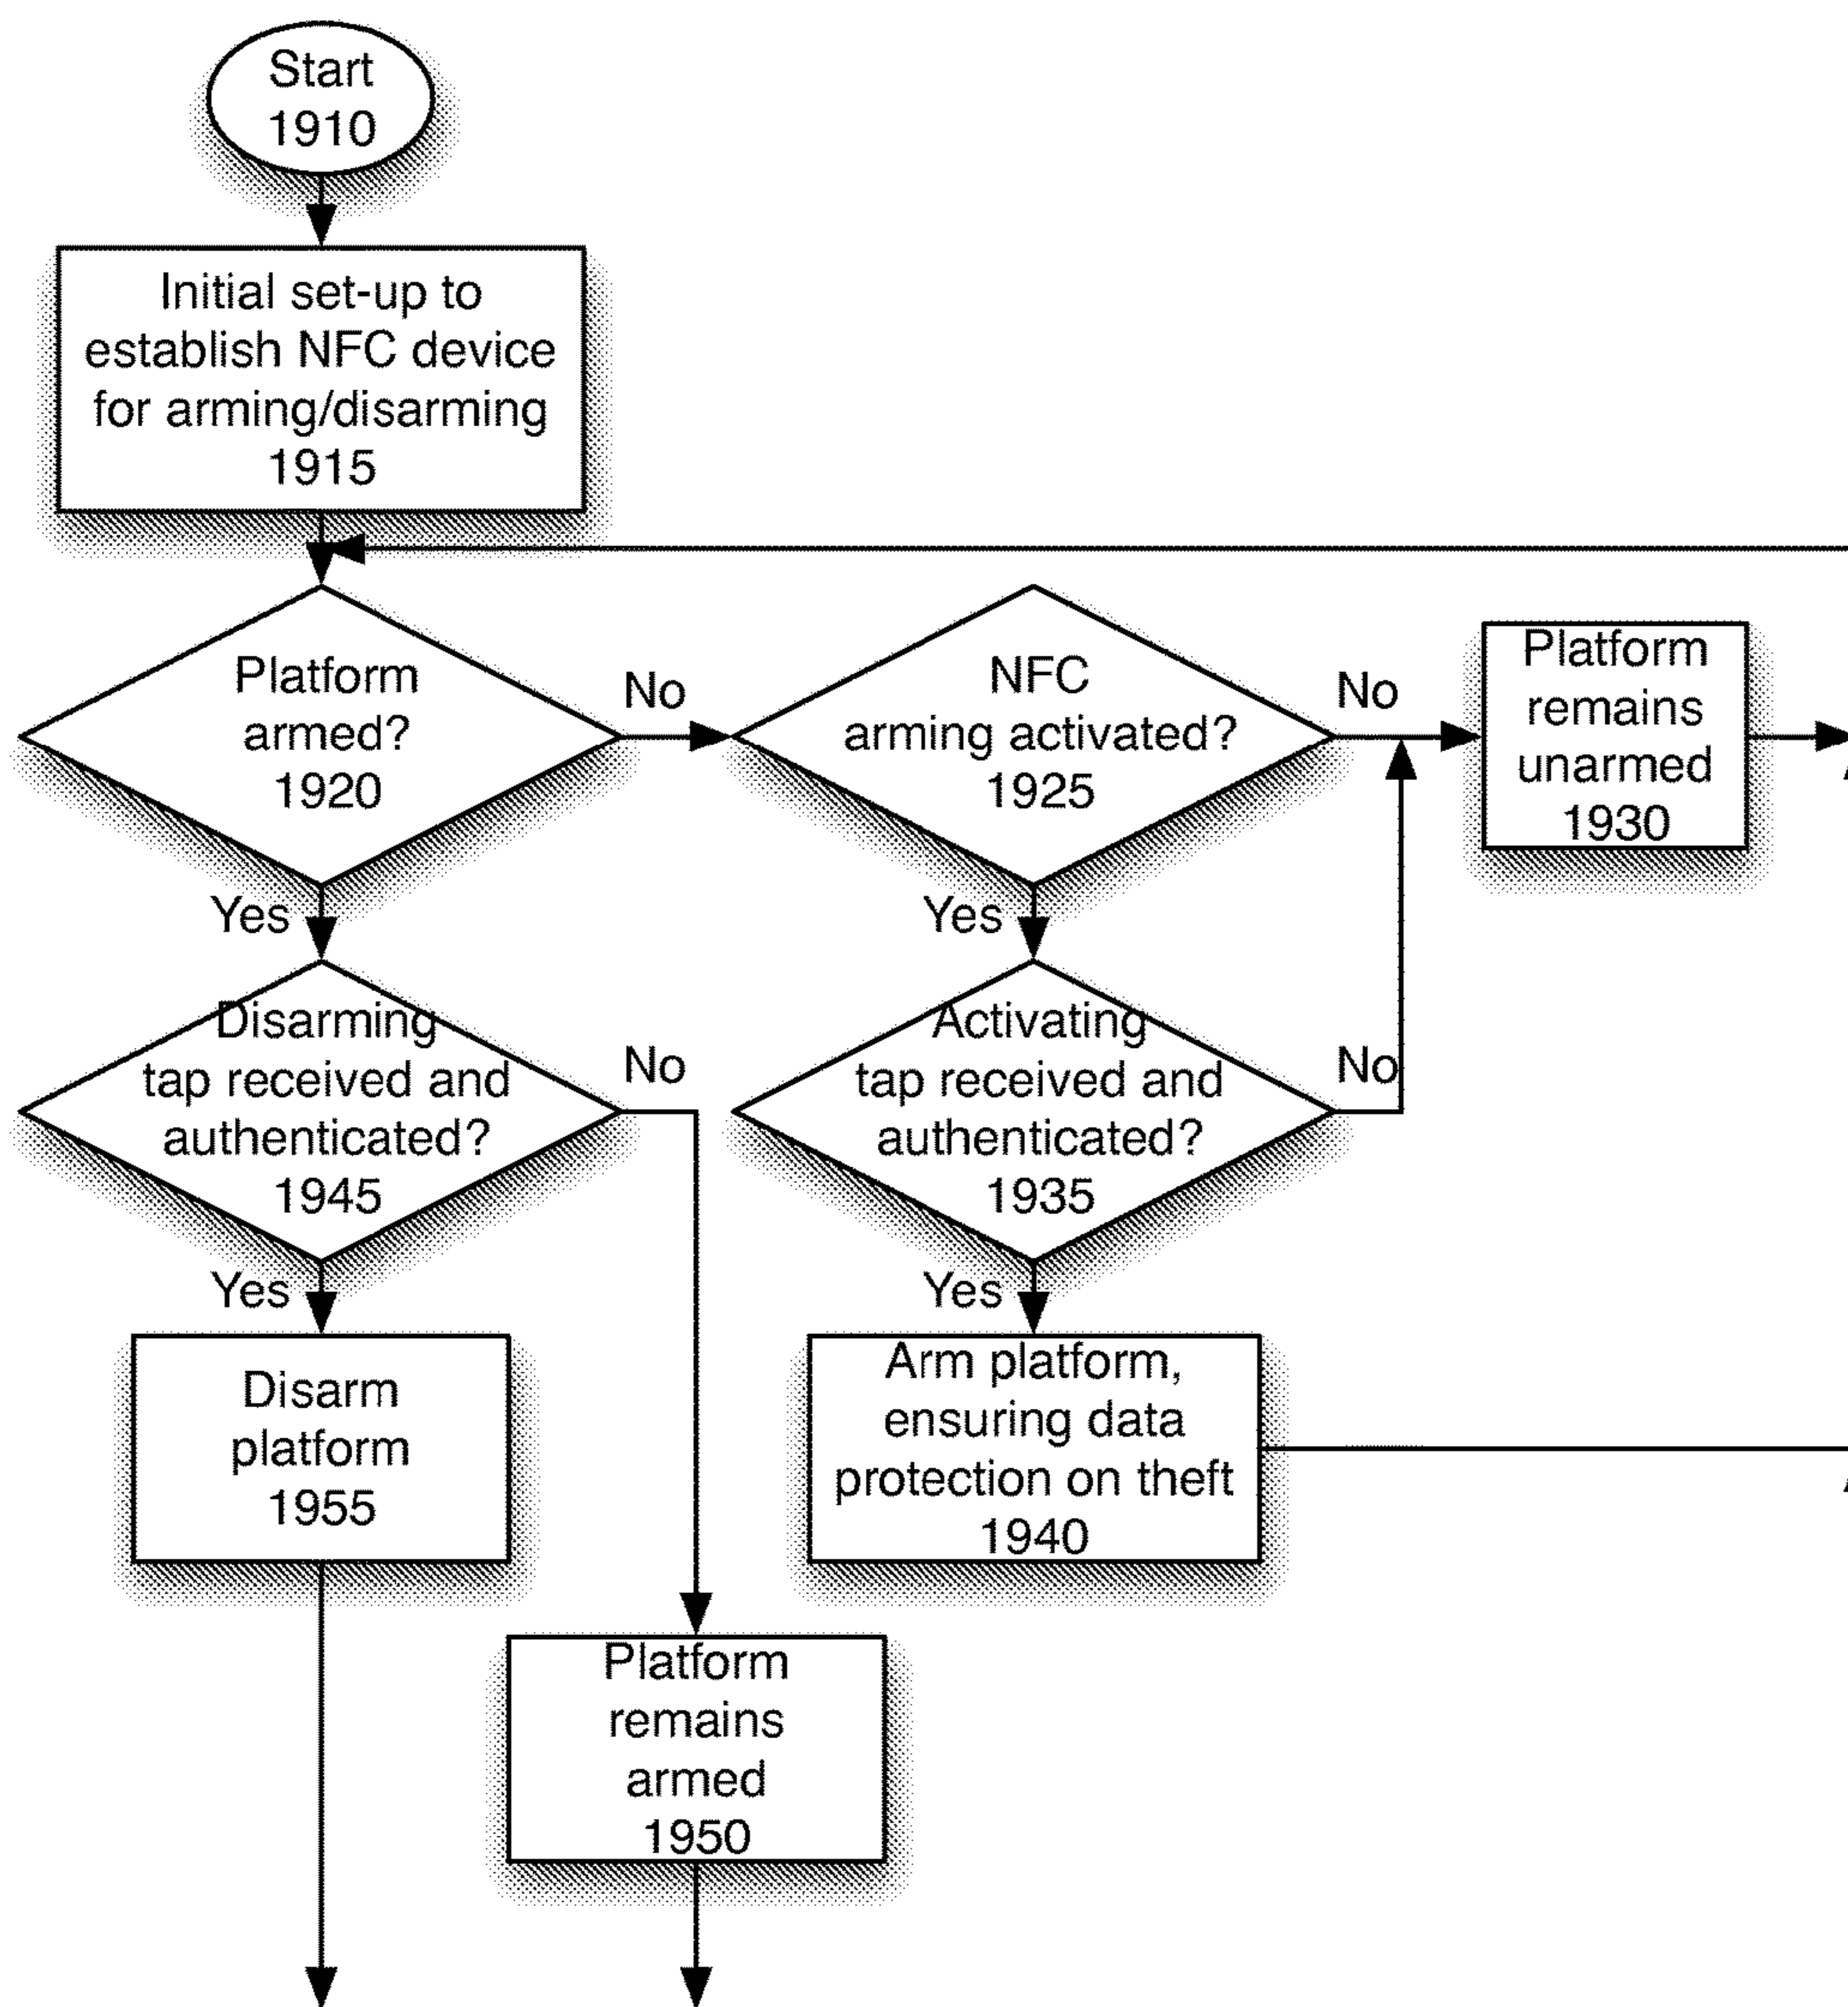 Start
1910
Initial set-up to
establish NFC device
for arming/disarming
1915
Platform
armed?
1920
No
NFC
arming activated?
1925
No
Platform
remains
unarmed
1930
Yes
Yes
Disarming
tap received and
authenticated?
1945
No
Activating
tap received and
authenticated?
1935
No
Yes
Yes
Disarm
platform
1955
Arm platform,
ensuring data
protection on theft
1940
Platform
remains
armed
1950